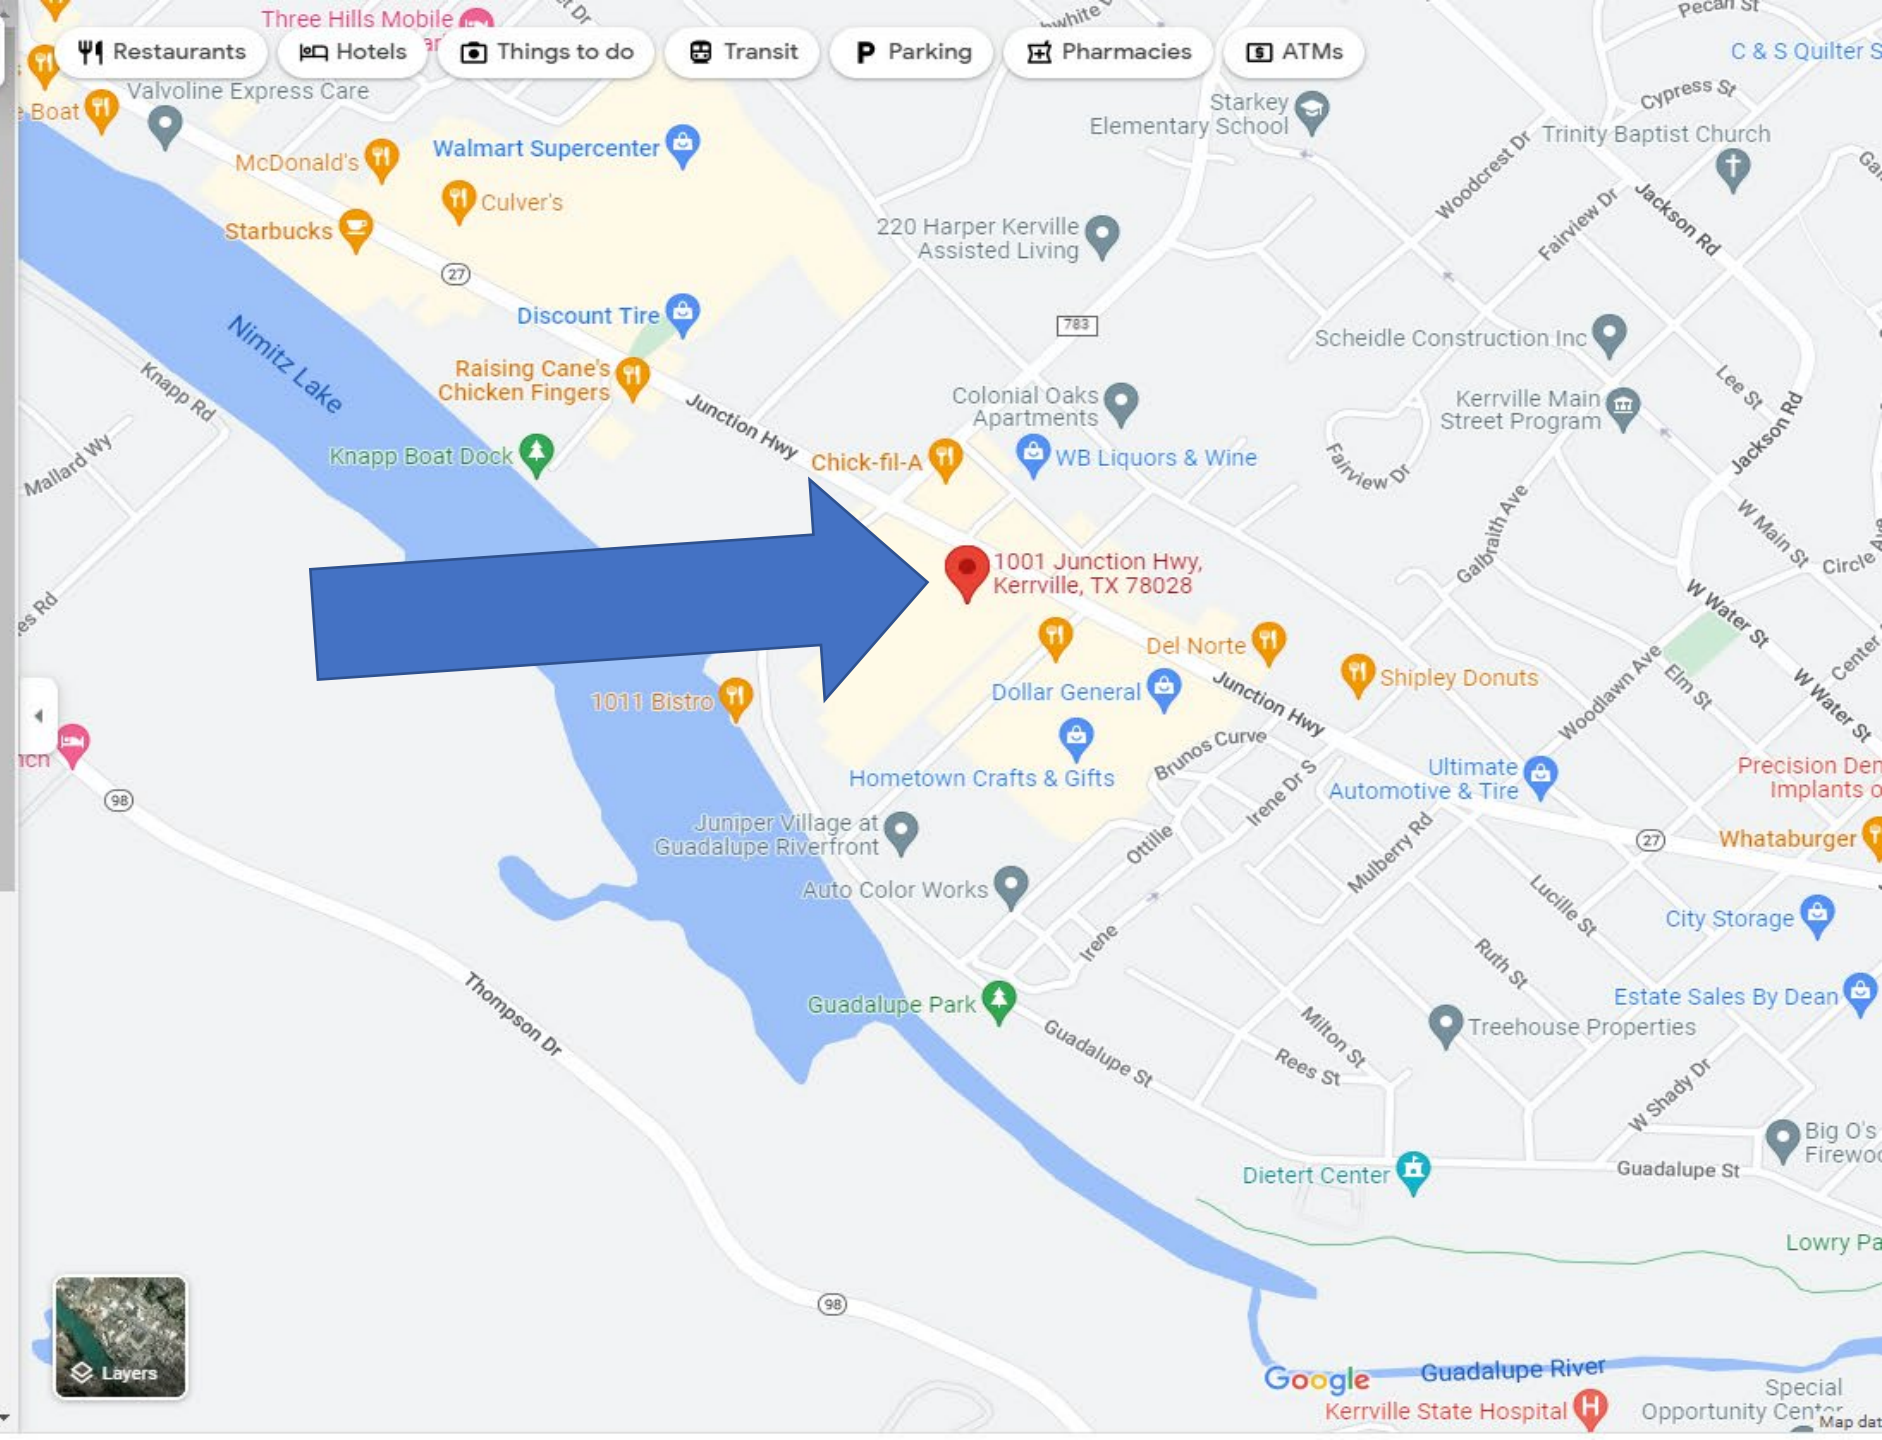 Three Hills Mobile
Restaurants
Hotels
Things to do
Transit
Parking
Pharmacies
ATMs
Pecan St
C & S Quilter S
Valvoline Express Care
Boat
McDonald's
Walmart Supercenter
Culver's
Starbucks
27
Starkey
Elementary School
Cypress St
Trinity Baptist Church
Woodcrest Dr
Fairview Dr
Jackson Rd
220 Harper Kerville
Assisted Living
Discount Tire
783
Nimitz Lake
Knapp Rd
Raising Cane's
Chicken Fingers
Scheidle Construction Inc
Lee St
Junction Hwy
Colonial Oaks
Apartments
Kerrville Main
Street Program
Jackson Rd
Mallard Wy
Knapp Boat Dock
Chick-fil-A
WB Liquors & Wine
Fairview Dr
Galbraith Ave
W Main St
Circle
1001 Junction Hwy,
Kerrville, TX 78028
es Rd
W Water St
Del Norte
Shipley Donuts
Woodlawn Ave
Elm St
Center
W Water St
1011 Bistro
Dollar General
Junction Hwy
Brunos Curve
Hometown Crafts & Gifts
Irene Dr S
Ultimate
Automotive & Tire
Precision Den
Implants o
98
Juniper Village at
Guadalupe Riverfront
Ottillie
Mulberry Rd
27
Whataburger
Auto Color Works
Lucille St
City Storage
Irene
Ruth St
Thompson Dr
Guadalupe Park
Estate Sales By Dean
Treehouse Properties
Guadalupe St
Milton St
Rees St
W Shady Dr
Big O's
Firewoo
Dietert Center
Guadalupe St
Lowry Pa
98
Layers
Google
Guadalupe River
Kerrville State Hospital
Special
Opportunity Center
Map dat